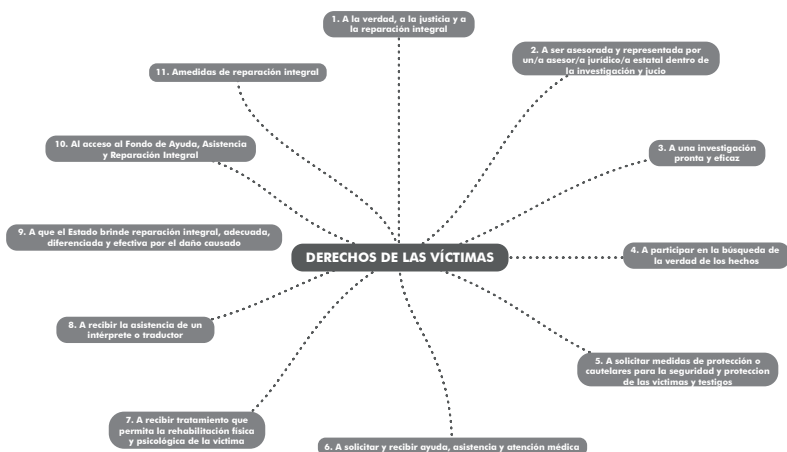 1. A la verdad, a la justicia y a
la reparación integral
2. A ser asesorada y representada por
un/a asesor/a jurídico/a estatal dentro de
la investigación y jucio
11. Amedidas de reparación integral
10. Al acceso al Fondo de Ayuda, Asistencia
y Reparación Integral
3. A una investigación
pronta y eficaz
9. A que el Estado brinde reparación integral, adecuada,
diferenciada y efectiva por el daño causado
DERECHOS DE LAS VÍCTIMAS
4. A participar en la búsqueda de
la verdad de los hechos
8. A recibir la asistencia de un
intérprete o traductor
5. A solicitar medidas de protección o
cautelares para la seguridad y proteccion
de las victimas y testigos
7. A recibir tratamiento que
permita la rehabilitación física
y psicológica de la victima
6. A solicitar y recibir ayuda, asistencia y atención médica